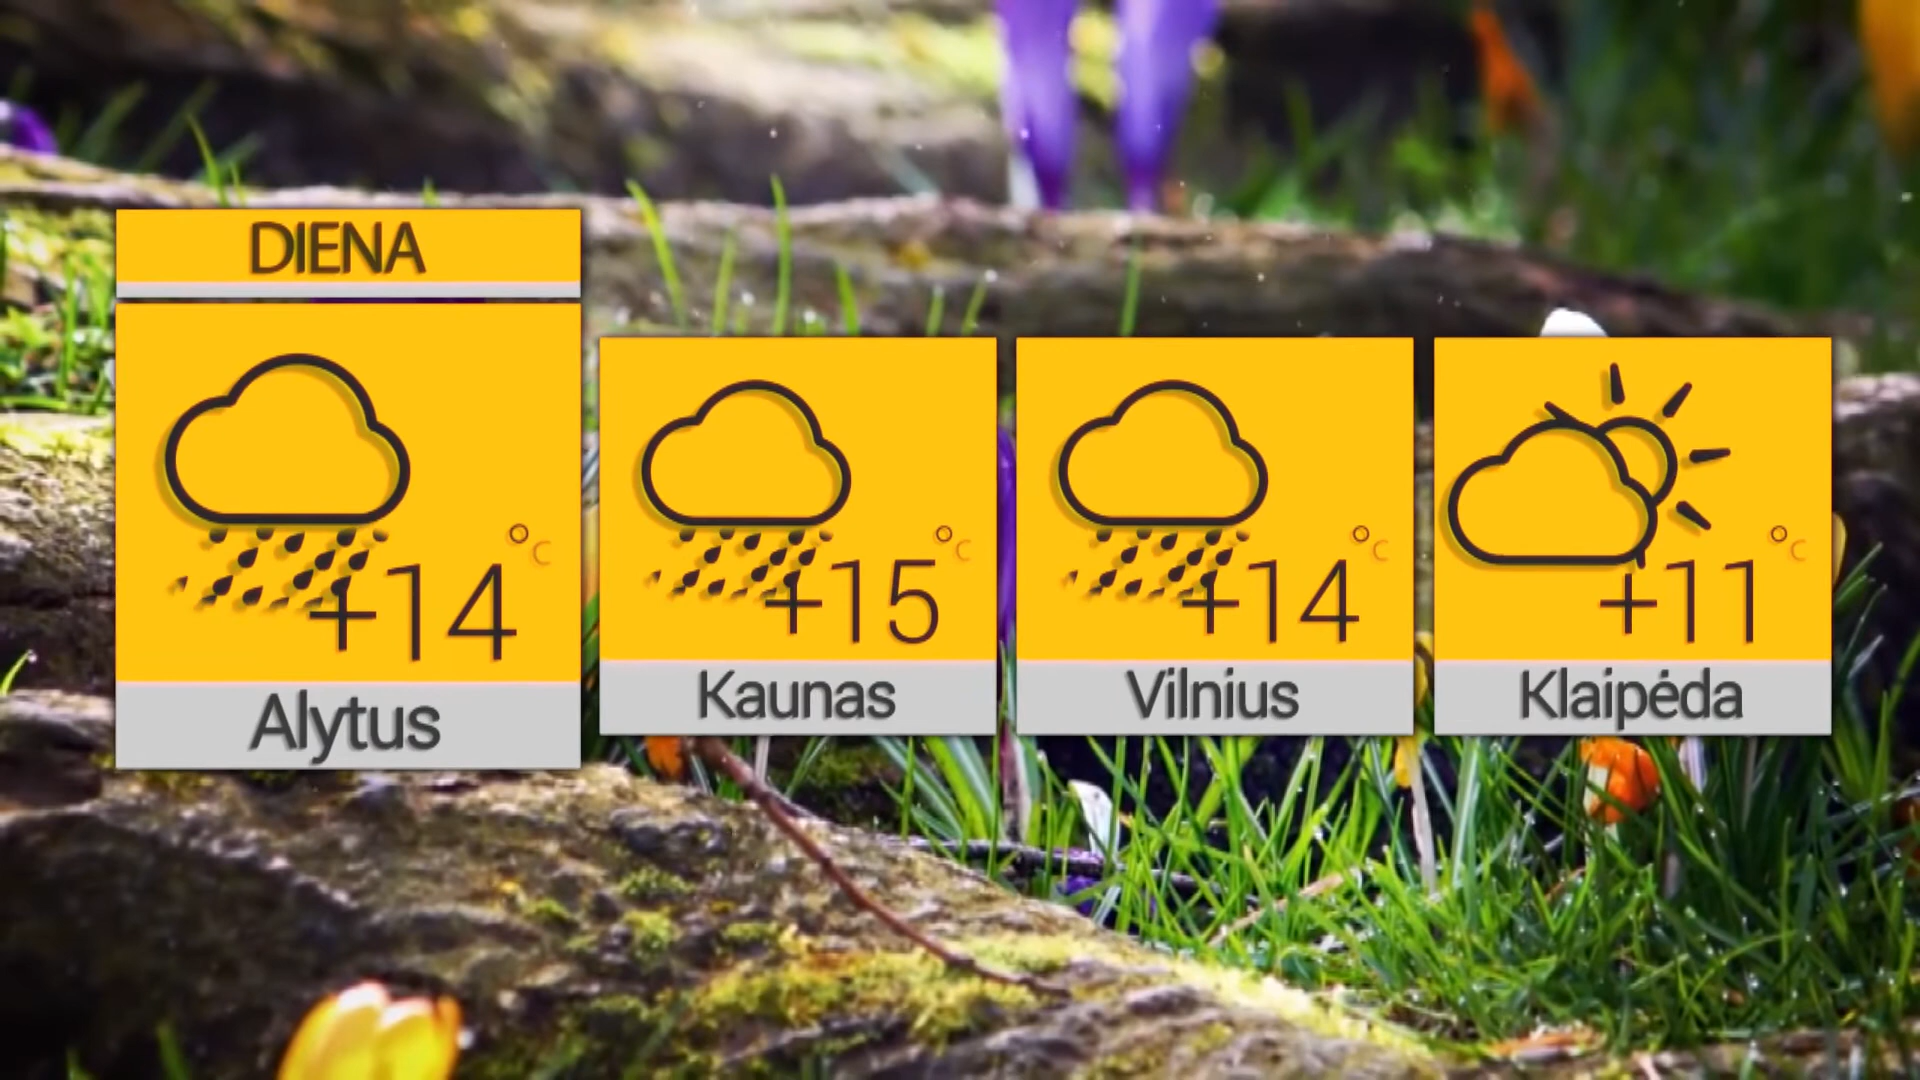 DIENA
+14 °C
Alytus
+15 °C
Kaunas
+14 °C
Vilnius
+11 °C
Klaipėda